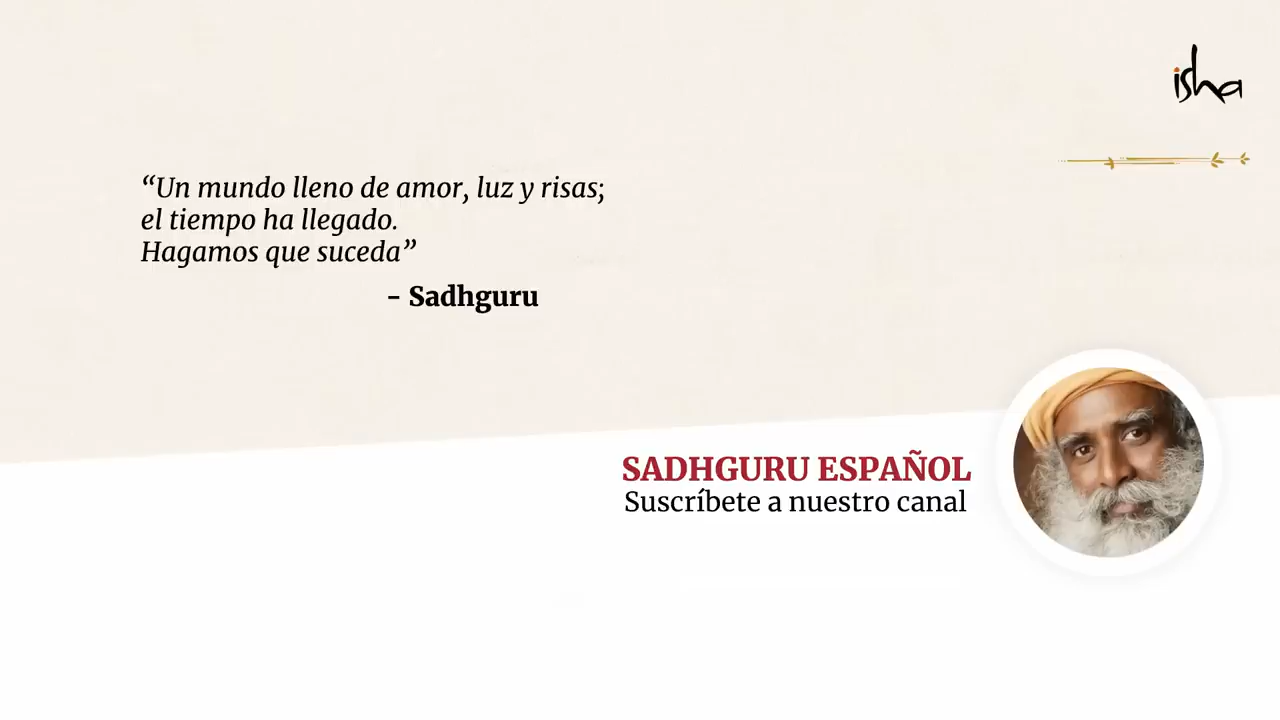 isha
“Un mundo lleno de amor, luz y risas;
el tiempo ha llegado.
Hagamos que suceda”
- Sadhguru
SADHGURU ESPAÑOL
Suscríbete a nuestro canal